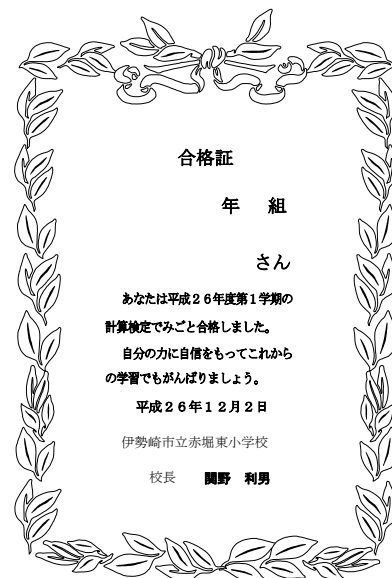 合格証
年　組
さん
あなたは平成２６年度第１学期の
計算検定でみごと合格しました。
自分の力に自信をもってこれから
の学習でもがんばりましょう。
平成２６年１２月２日
伊勢崎市立赤堀東小学校
校長　関野　利男